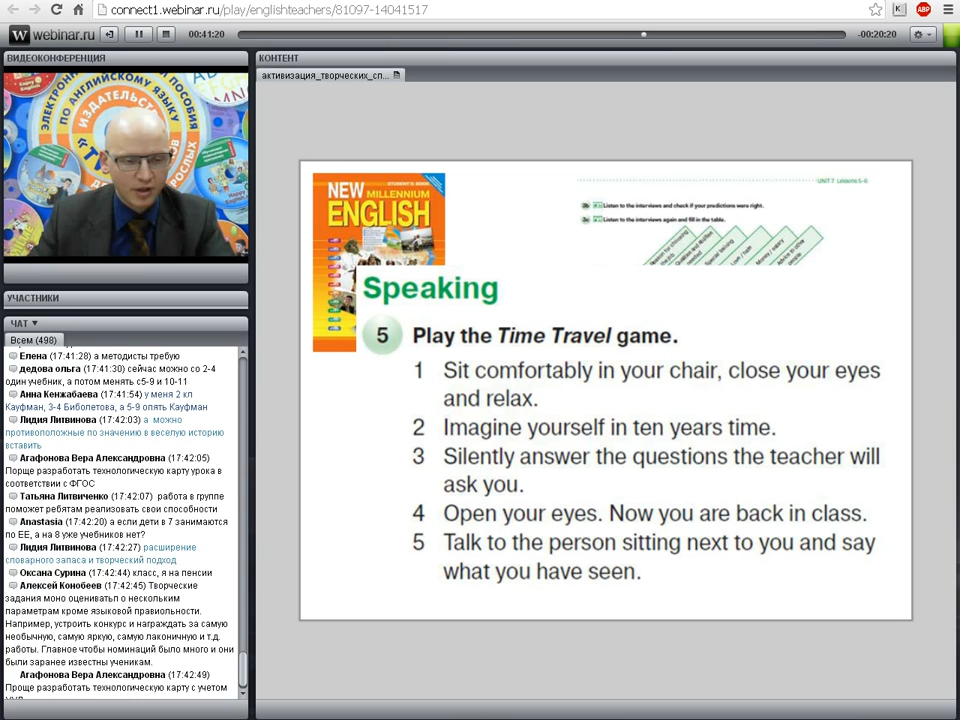 connect1.webinar.ru/play/englishteachers/81097-14041517
webinar.ru
00:41:20
-00:20:20
ВИДЕОКОНФЕРЕНЦИЯ
УЧАСТНИКИ
ЧАТ
Всем (498)
Елена (17:41:28) а методисты требую
дедова ольга (17:41:30) сейчас можно со 2-4
один учебник, а потом менять с5-9 и 10-11
Анна Кенжабаева (17:41:54) у меня 2 кл
Кауфман, 3-4 Биболетова, а 5-9 опять Кауфман
Лидия Литвинова (17:42:03) а можно
противоположные по значению в веселую историю
вставить
Агафонова Вера Александровна (17:42:05)
Порще разработать технологическую карту урока в
соответствии с ФГОС
Татьяна Литвиченко (17:42:07) работа в группе
поможет ребятам реализовать свои способности
Anastasia (17:42:20) а если дети в 7 занимаются
по ЕЕ, а на 8 уже учебников нет?
Лидия Литвинова (17:42:27) расширение
словарного запаса и творческий подход
Оксана Сурина (17:42:44) класс, я на пенсии
Алексей Конобеев (17:42:45) Творческие
задания моно оцениватьп о нескольким
параметрам кроме языковой правиольности.
Например, устроить конкурс и награждать за самую
необычную, самую яркую, самую лаконичную и т.д.
работы. Главное чтобы номинаций было много и они
были заранее известны ученикам.
Агафонова Вера Александровна (17:42:49)
Проще разработать технологическую карту с учетом
КОНТЕНТ
активизация_творческих_сп...
STUDENT'S BOOK
NEW
MILLENNIUM
ENGLISH
UNIT 7 Lessons 5-6
Listen to the interviews and check if your predictions were right.
Listen to the interviews again and fill in the table.
Speaking
5 Play the Time Travel game.
1 Sit comfortably in your chair, close your eyes
and relax.
2 Imagine yourself in ten years time.
3 Silently answer the questions the teacher will
ask you.
4 Open your eyes. Now you are back in class.
5 Talk to the person sitting next to you and say
what you have seen.